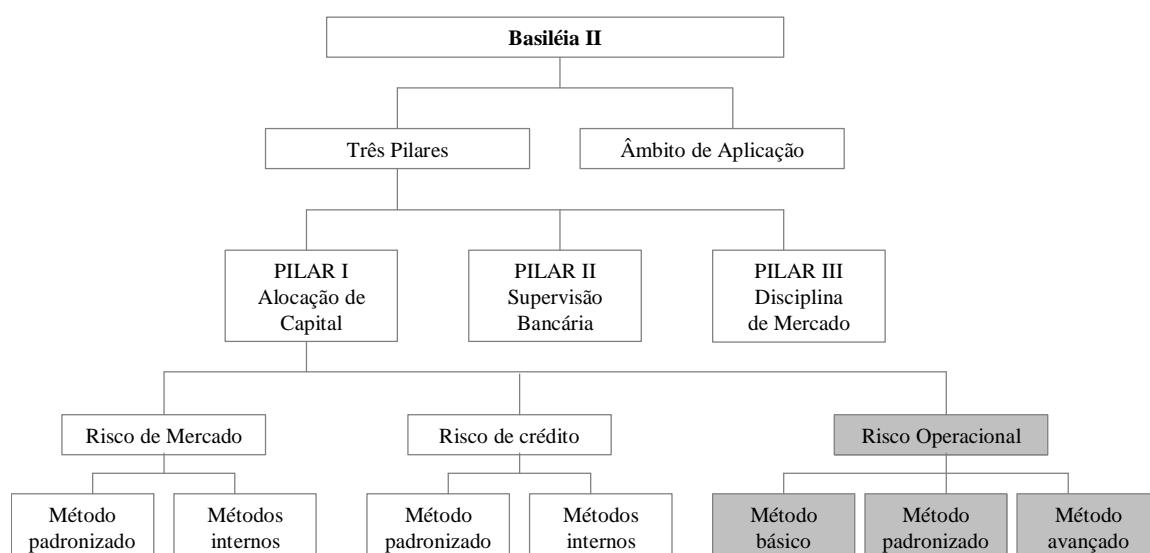 Basiléia II
Três Pilares
Âmbito de Aplicação
PILAR I
Alocação de
Capital
PILAR II
Supervisão
Bancária
PILAR III
Disciplina
de Mercado
Risco de Mercado
Risco de crédito
Risco Operacional
Método
padronizado
Métodos
internos
Método
padronizado
Métodos
internos
Método
básico
Método
padronizado
Método
avançado